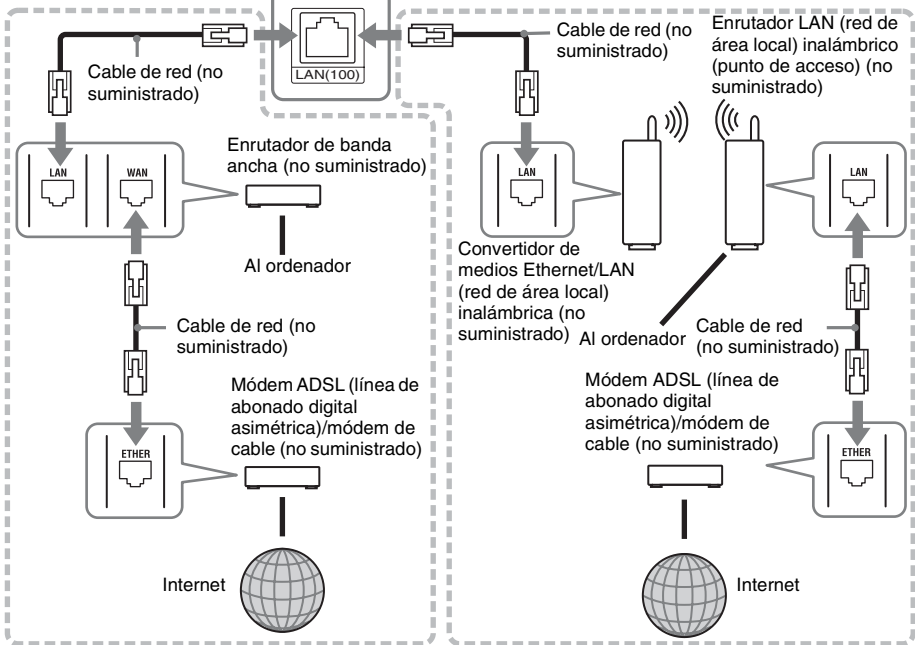 LAN(100)
Cable de red (no
suministrado)
LAN
WAN
Enrutador de banda
ancha (no suministrado)
Al ordenador
Cable de red (no
suministrado)
Módem ADSL (línea de
abonado digital
asimétrica)/módem de
cable (no suministrado)
ETHER
Internet
Cable de red (no
suministrado)
Enrutador LAN (red de
área local) inalámbrico
(punto de acceso) (no
suministrado)
LAN
LAN
Convertidor de
medios Ethernet/LAN
(red de área local)
inalámbrica (no
suministrado)
Al ordenador
Cable de red
(no suministrado)
Módem ADSL (línea de
abonado digital
asimétrica)/módem de
cable (no suministrado)
ETHER
Internet